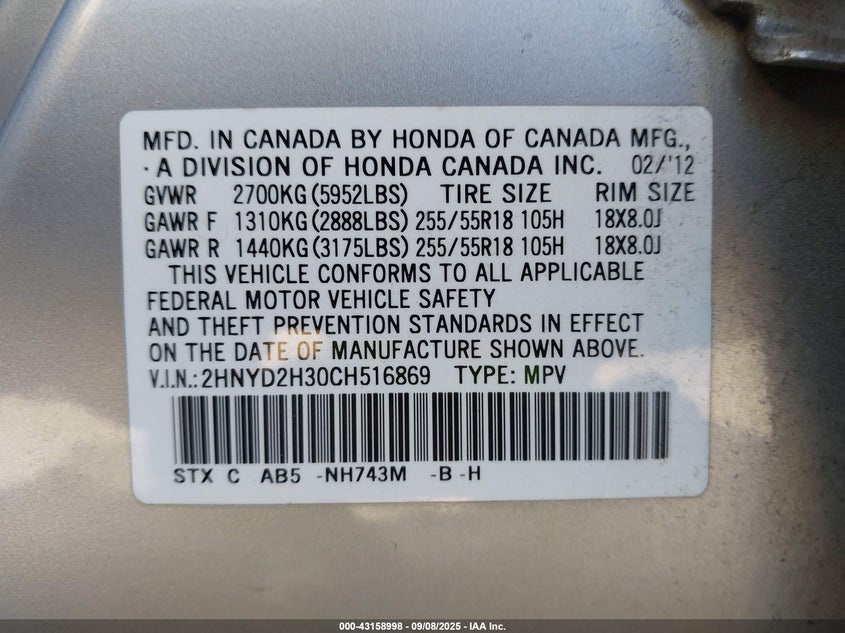 MFD. IN CANADA BY HONDA OF CANADA MFG.,
· A DIVISION OF HONDA CANADA INC. 02/'12
GVWR 2700KG (5952LBS) TIRE SIZE RIM SIZE
GAWR F 1310KG (2888LBS) 255/55R18 105H 18X8.0J
GAWR R 1440KG (3175LBS) 255/55R18 105H 18X8.0J
THIS VEHICLE CONFORMS TO ALL APPLICABLE
FEDERAL MOTOR VEHICLE SAFETY
AND THEFT PREVENTION STANDARDS IN EFFECT
ON THE DATE OF MANUFACTURE SHOWN ABOVE.
V.I.N.: 2HNYD2H30CH516869 TYPE: MPV
STX C AB5 -NH743M -B -H
000-43158998 - 09/08/2025 - IAA Inc.